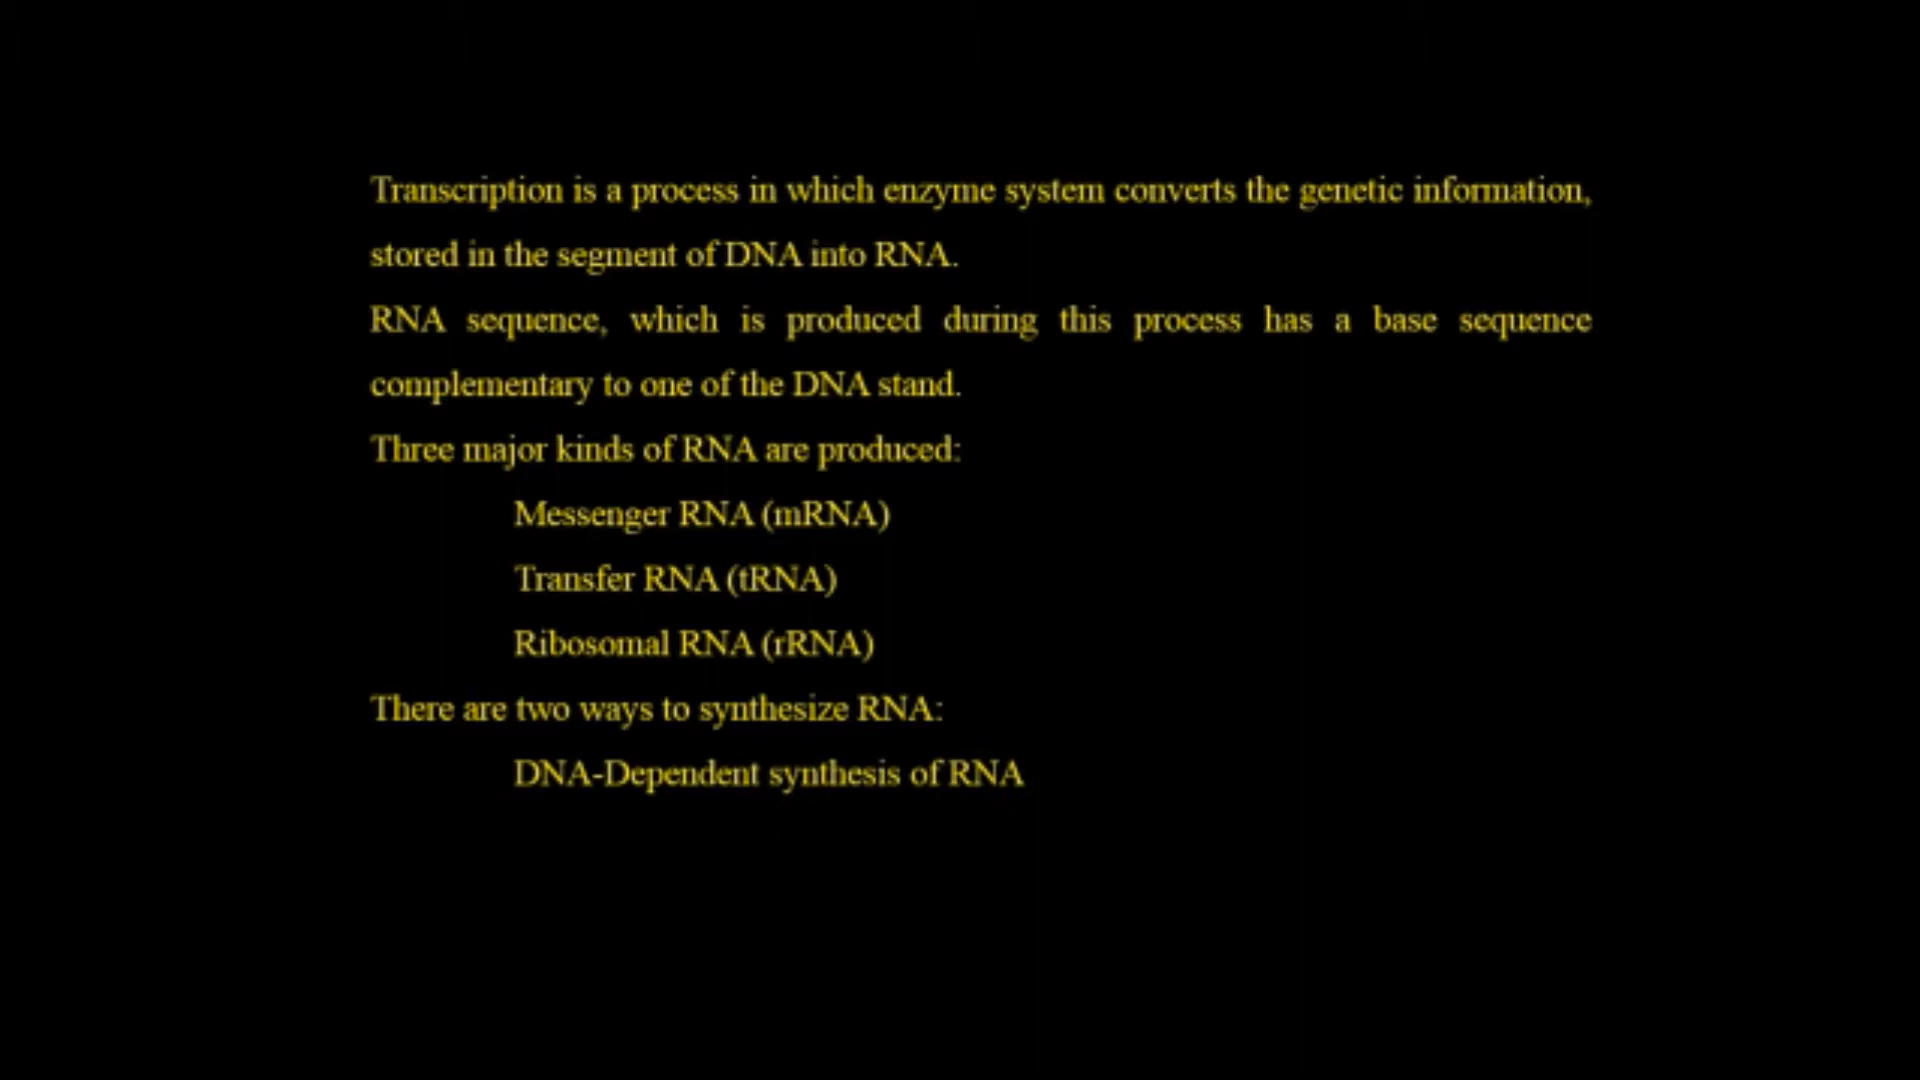 Transcription is a process in which enzyme system converts the genetic information,
stored in the segment of DNA into RNA.
RNA sequence, which is produced during this process has a base sequence
complementary to one of the DNA stand.
Three major kinds of RNA are produced:
Messenger RNA (mRNA)
Transfer RNA (tRNA)
Ribosomal RNA (rRNA)
There are two ways to synthesize RNA:
DNA-Dependent synthesis of RNA